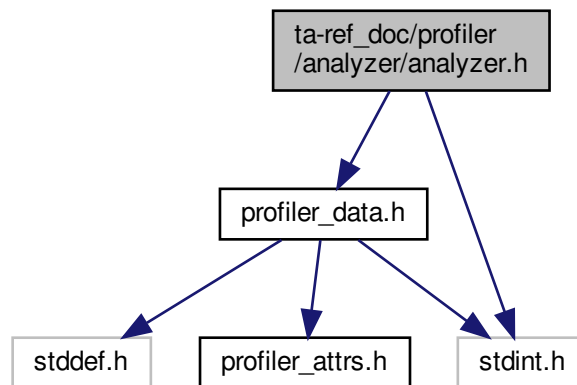 ta-ref_doc/profiler
/analyzer/analyzer.h
profiler_data.h
stddef.h
profiler_attrs.h
stdint.h